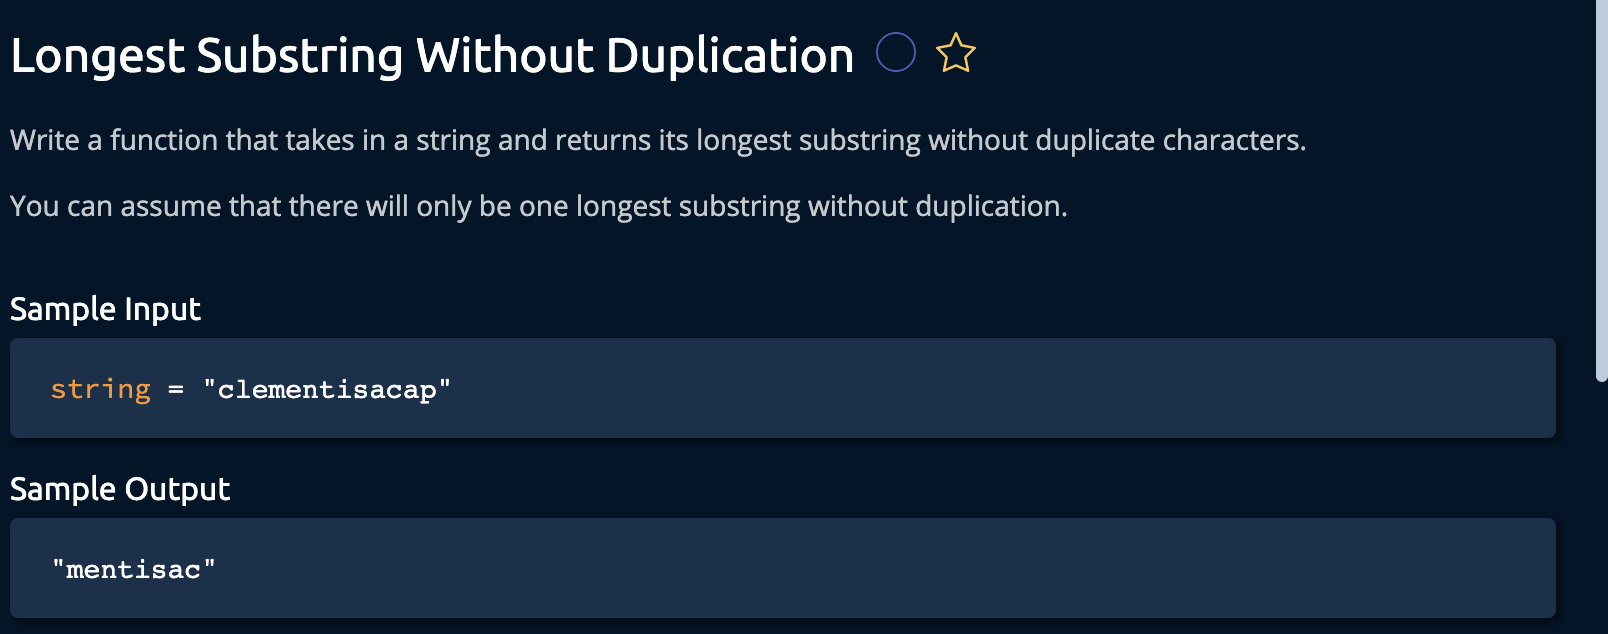 Longest Substring Without Duplication
Write a function that takes in a string and returns its longest substring without duplicate characters.
You can assume that there will only be one longest substring without duplication.
Sample Input
string = "clementisacap"
Sample Output
"mentisac"